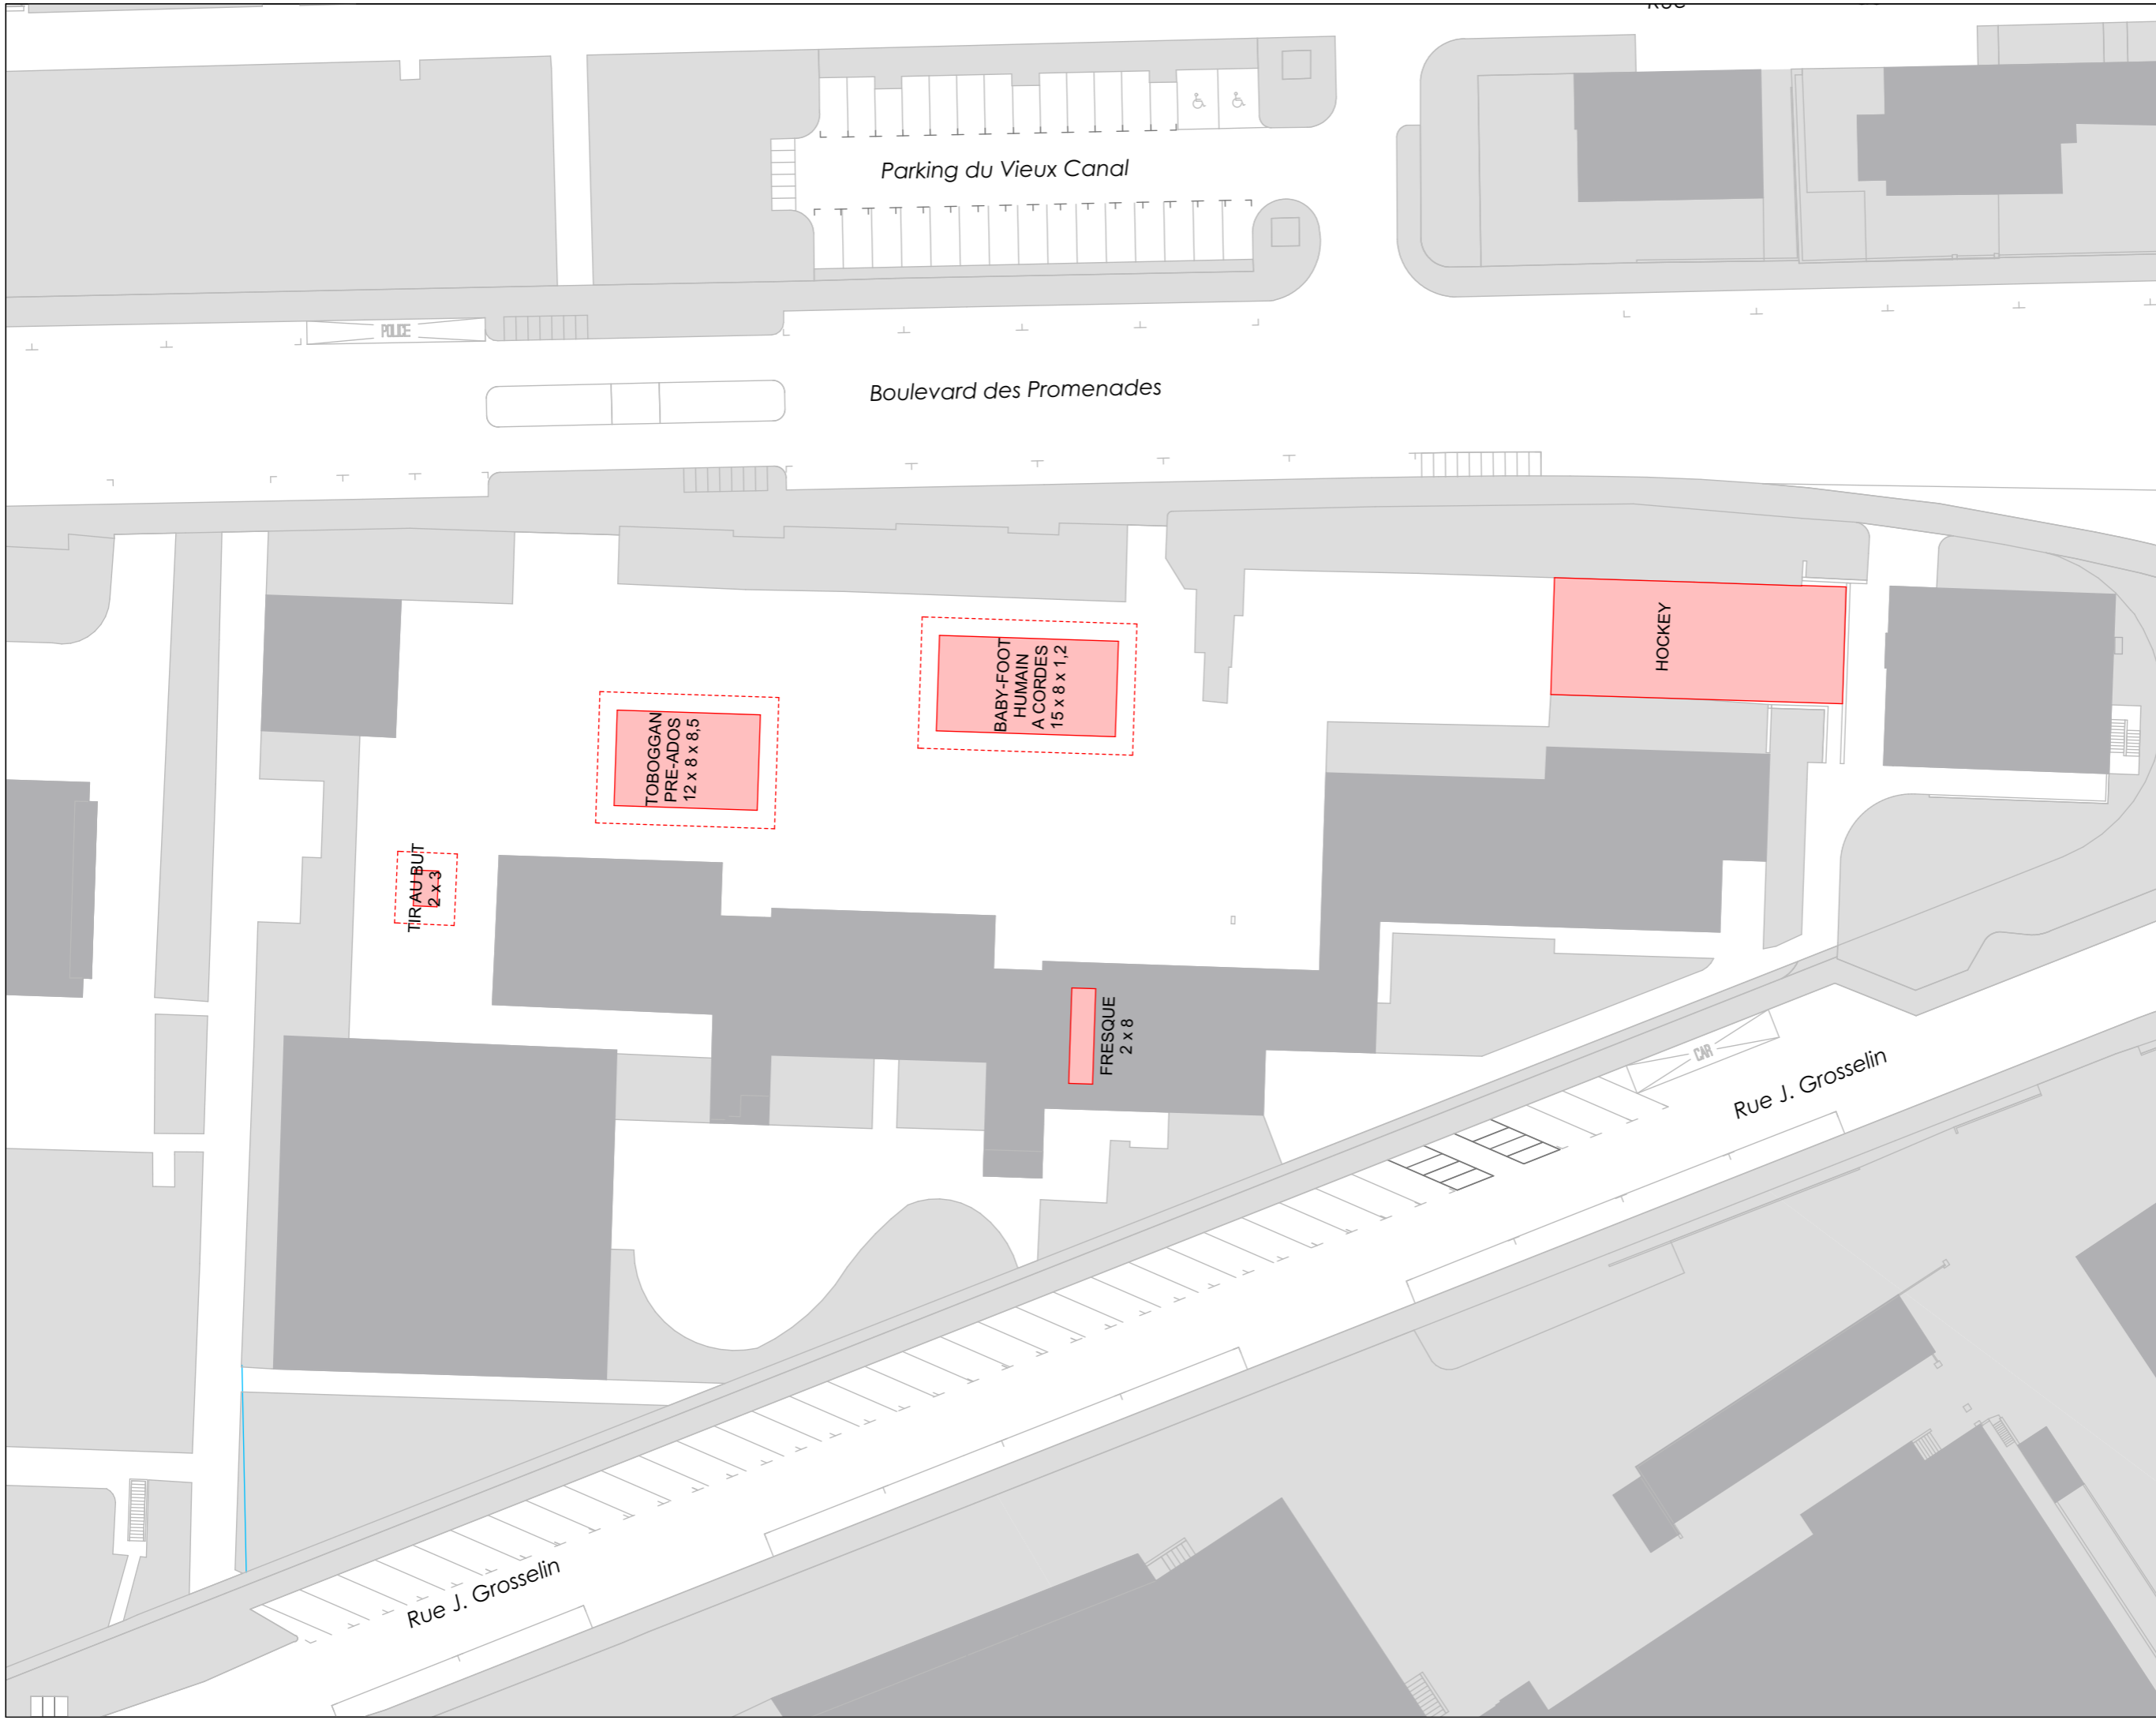 Parking du Vieux Canal
POLICE
Boulevard des Promenades
HOCKEY
BABY-FOOT
HUMAIN
A CORDES
15 x 8 x 1,2
TOBOGGAN
PRE-ADOS
12 x 8 x 8,5
TIR AU BUT
2 x 3
FRESQUE
2 x 8
CAR
Rue J. Grosselin
Rue J. Grosselin